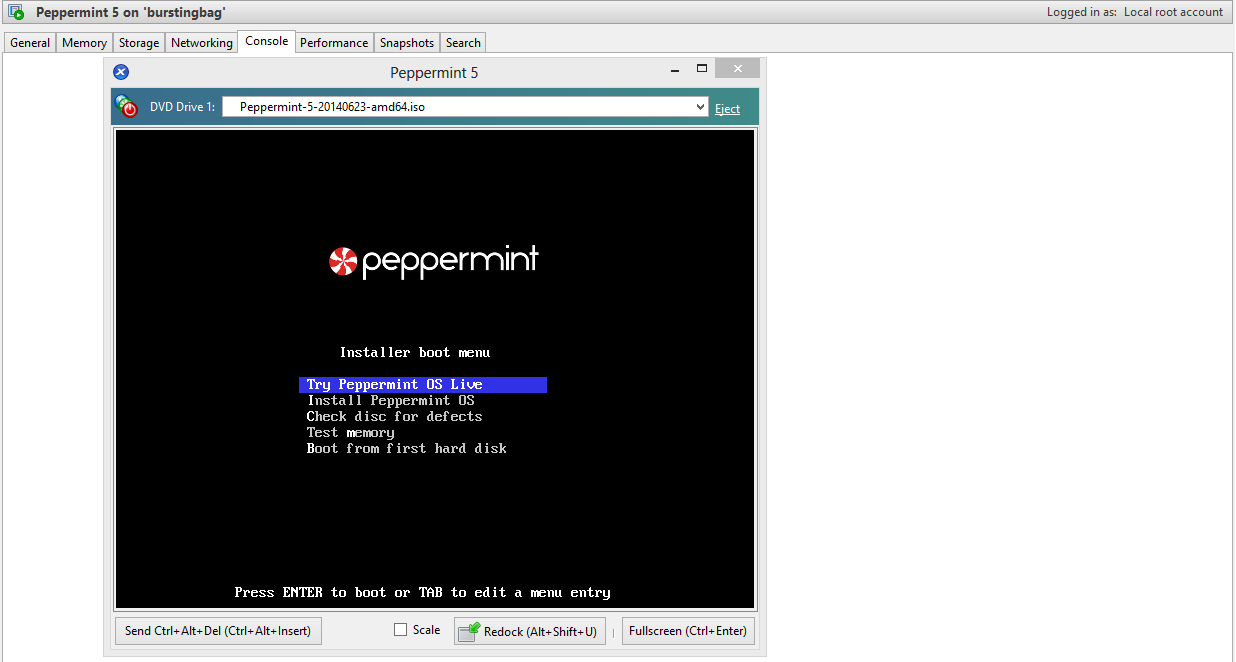 Peppermint 5 on 'burstingbag' Logged in as: Local root account
General Memory Storage Networking Console Performance Snapshots Search
Peppermint 5
DVD Drive 1: Peppermint-5-20140623-amd64.iso Eject
peppermint
Installer boot menu
Try Peppermint OS Live
Install Peppermint OS
Check disc for defects
Test memory
Boot from first hard disk
Press ENTER to boot or TAB to edit a menu entry
Send Ctrl+Alt+Del (Ctrl+Alt+Insert) Scale Redock (Alt+Shift+U) Fullscreen (Ctrl+Enter)